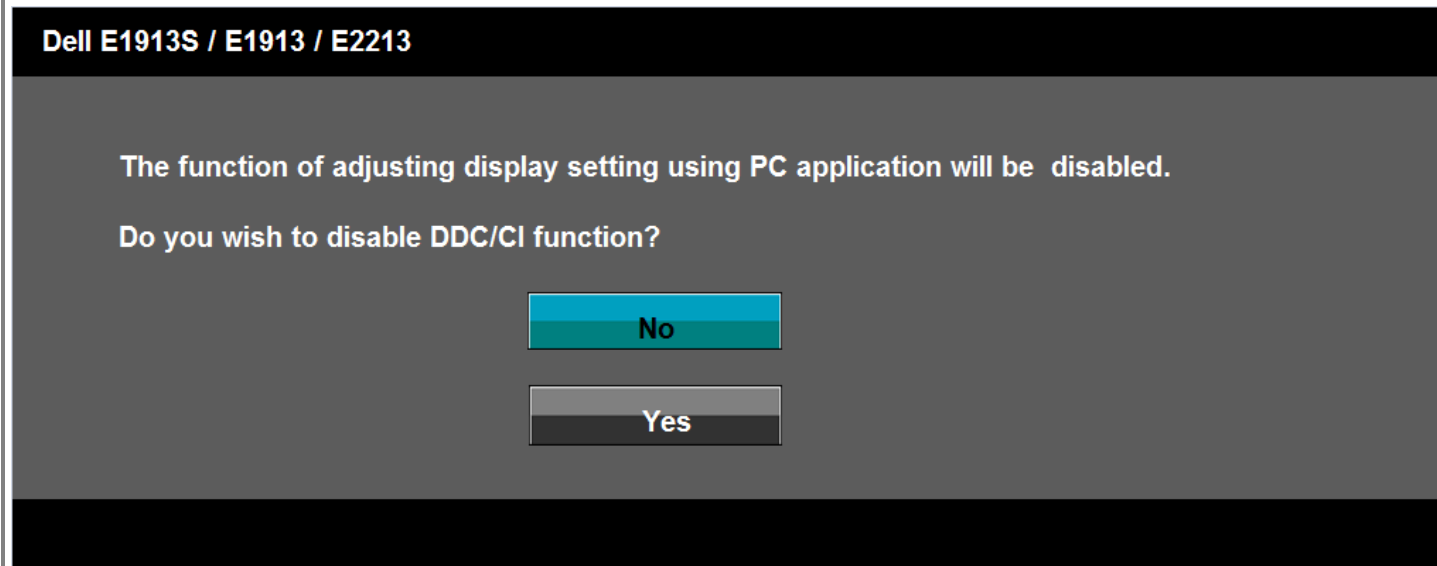 Dell E1913S / E1913 / E2213
The function of adjusting display setting using PC application will be  disabled.
Do you wish to disable DDC/CI function?
No
Yes